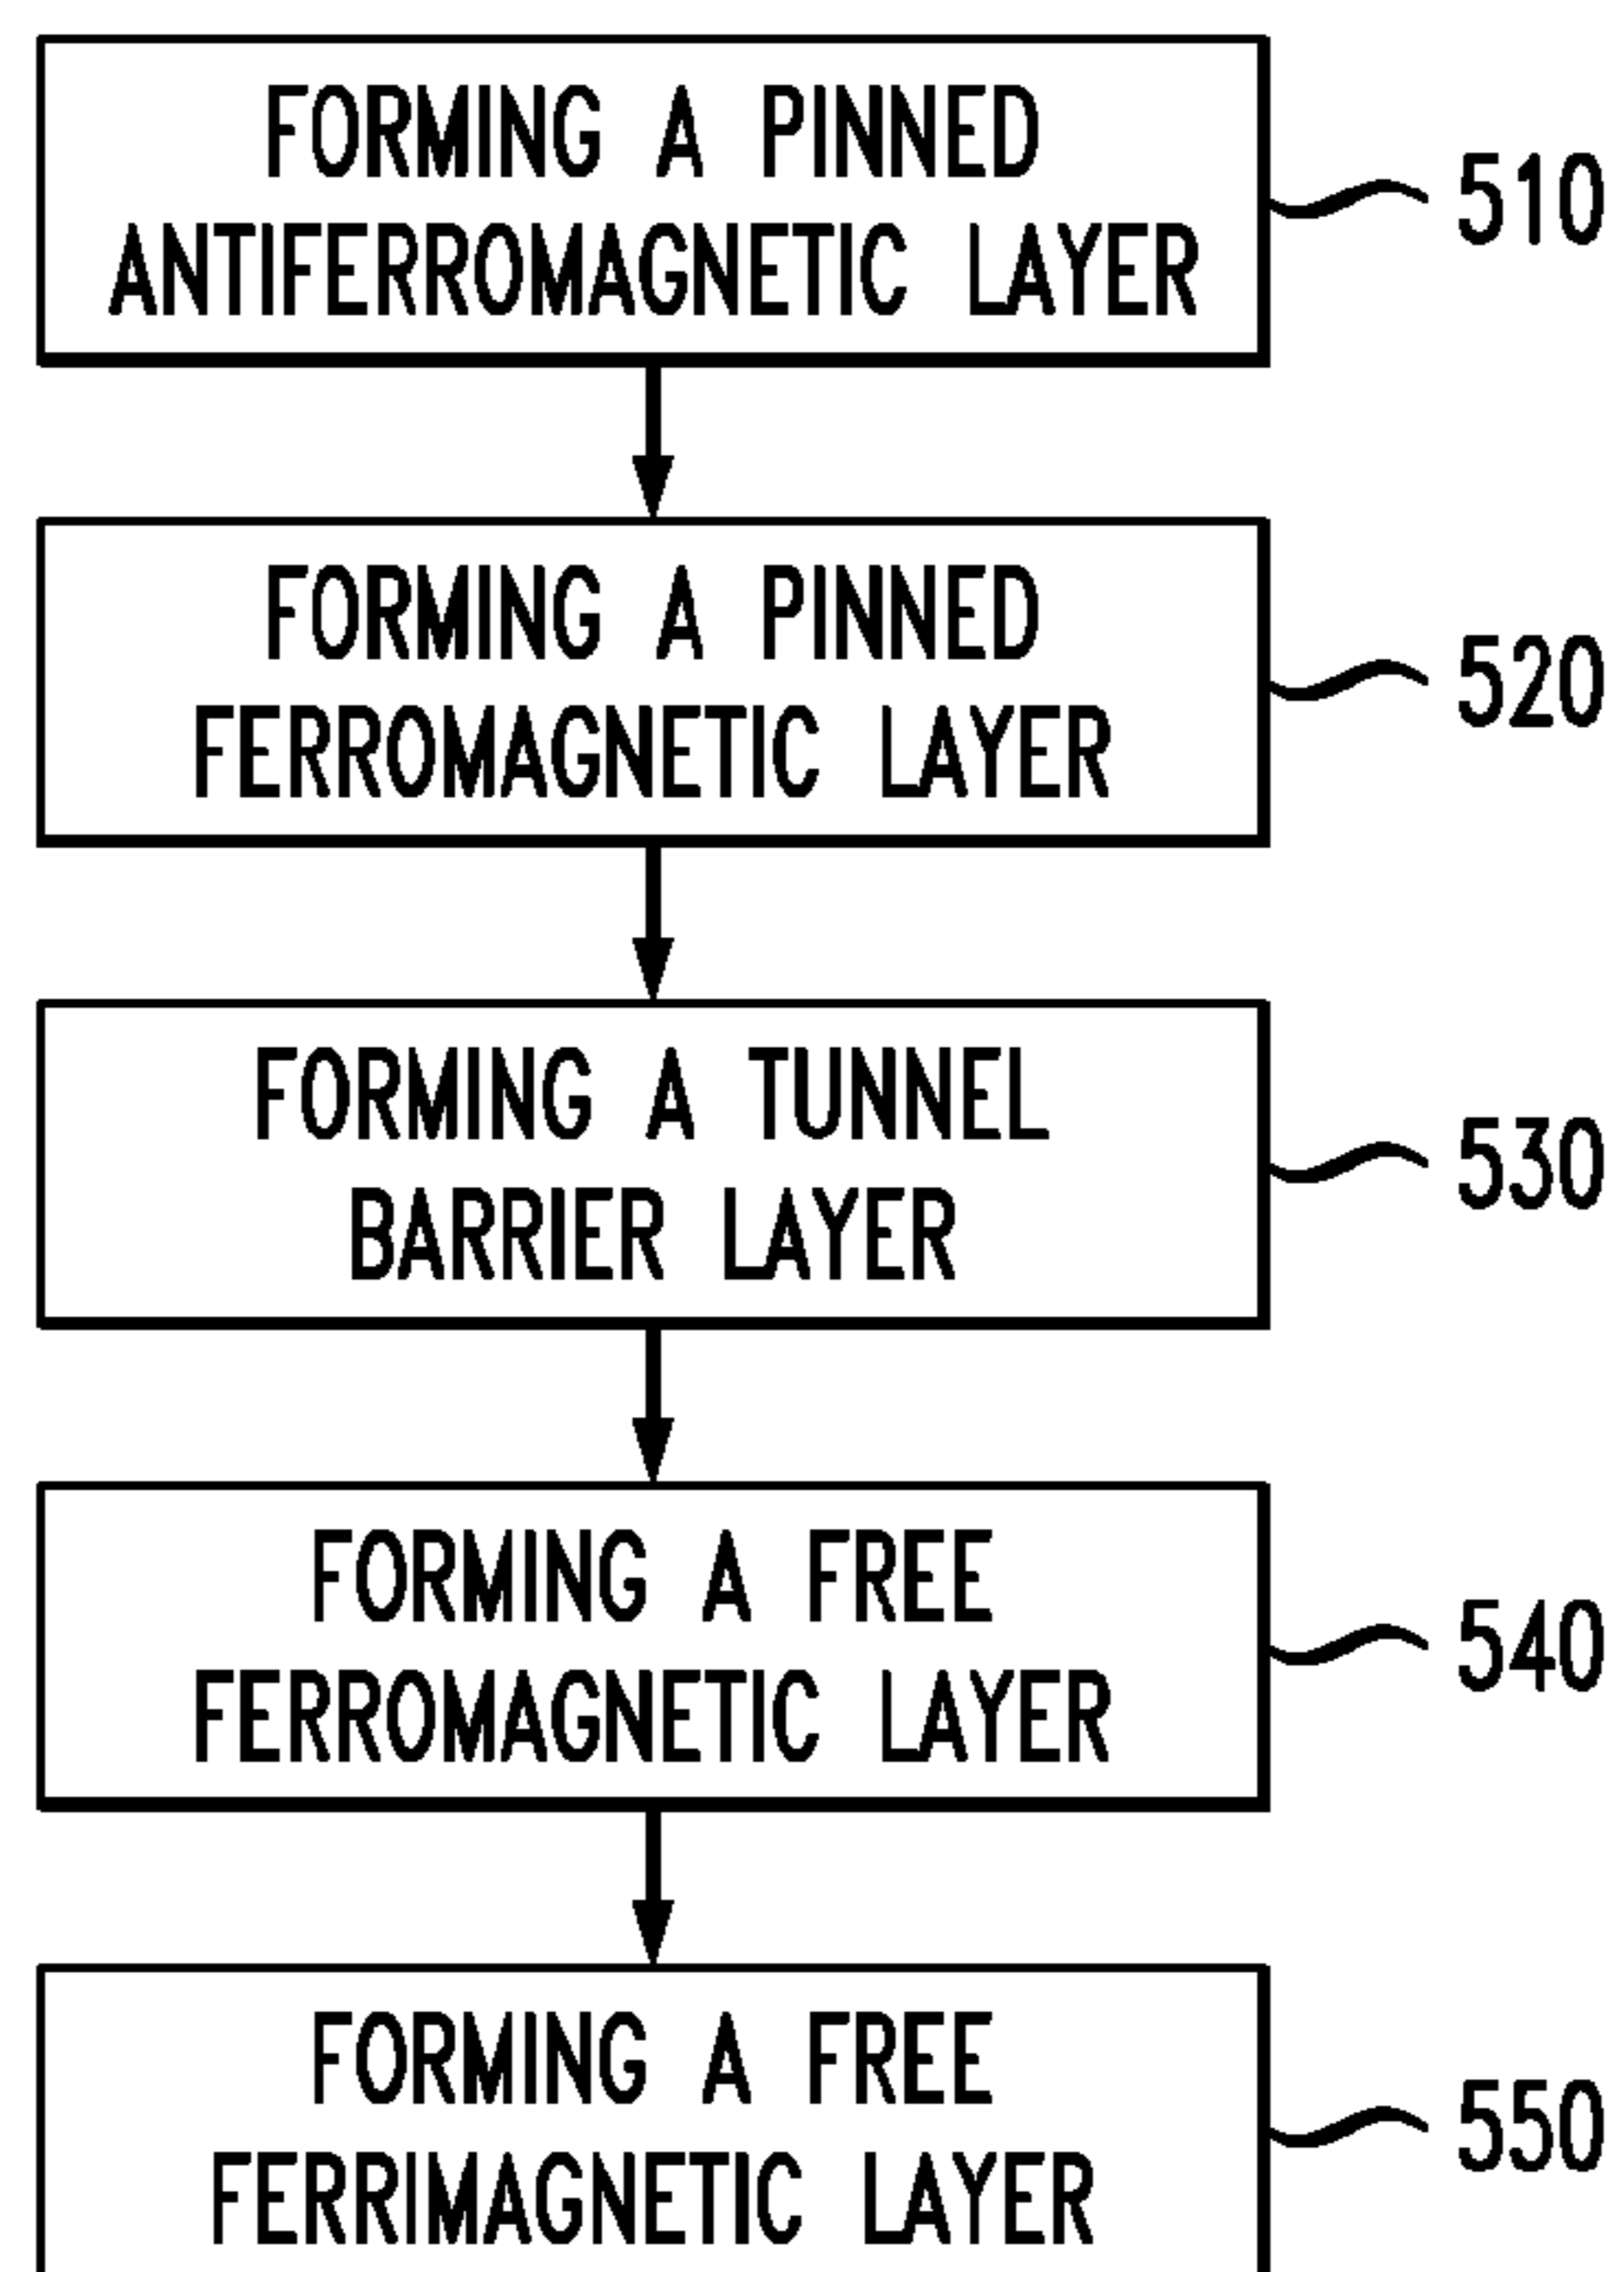 FORMING A PINNED
ANTIFERROMAGNETIC LAYER
510
FORMING A PINNED
FERROMAGNETIC LAYER
520
FORMING A TUNNEL
BARRIER LAYER
530
FORMING A FREE
FERROMAGNETIC LAYER
540
FORMING A FREE
FERRIMAGNETIC LAYER
550